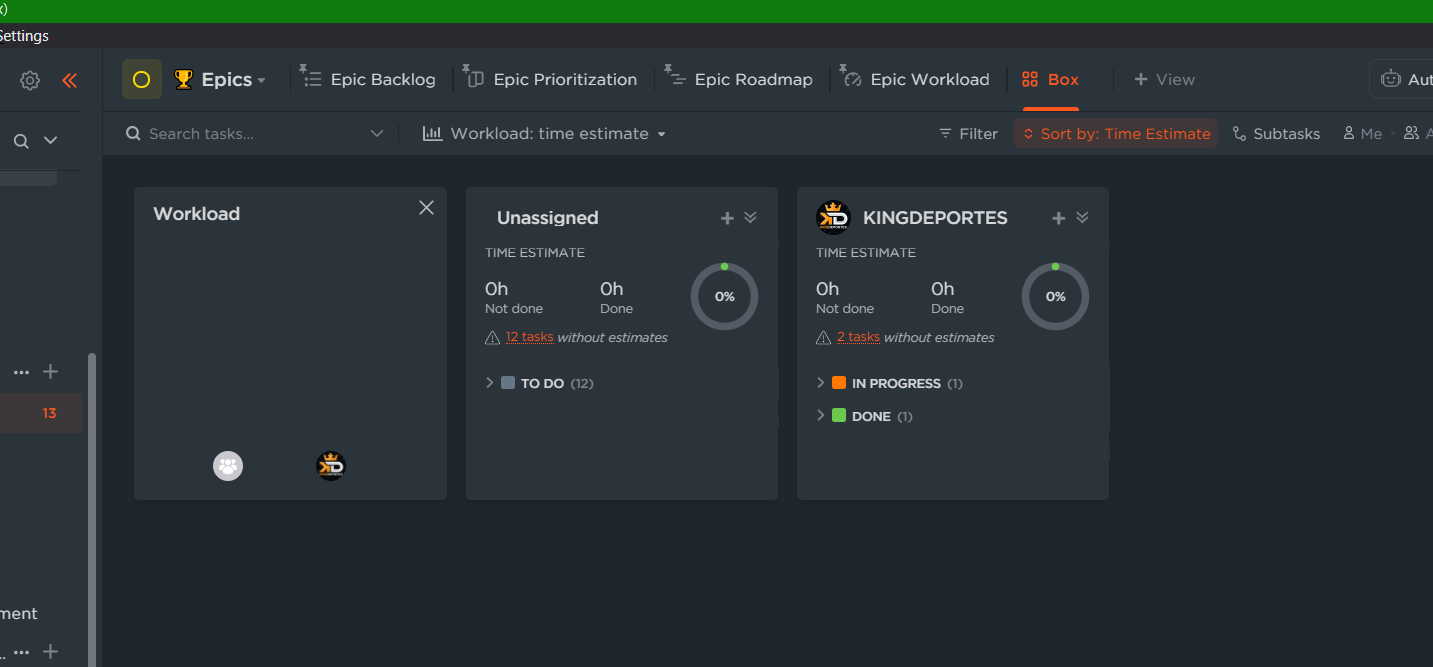 x)
Settings
Epics
Epic Backlog
Epic Prioritization
Epic Roadmap
Epic Workload
Box
+ View
Aut
Search tasks...
Workload: time estimate
Filter
Sort by: Time Estimate
Subtasks
Me
A
Workload
Unassigned
TIME ESTIMATE
0h
0h
Not done
Done
0%
12 tasks without estimates
TO DO (12)
KD
KINGDEPORTES
TIME ESTIMATE
0h
0h
Not done
Done
0%
2 tasks without estimates
IN PROGRESS (1)
DONE (1)
KD
13
ment